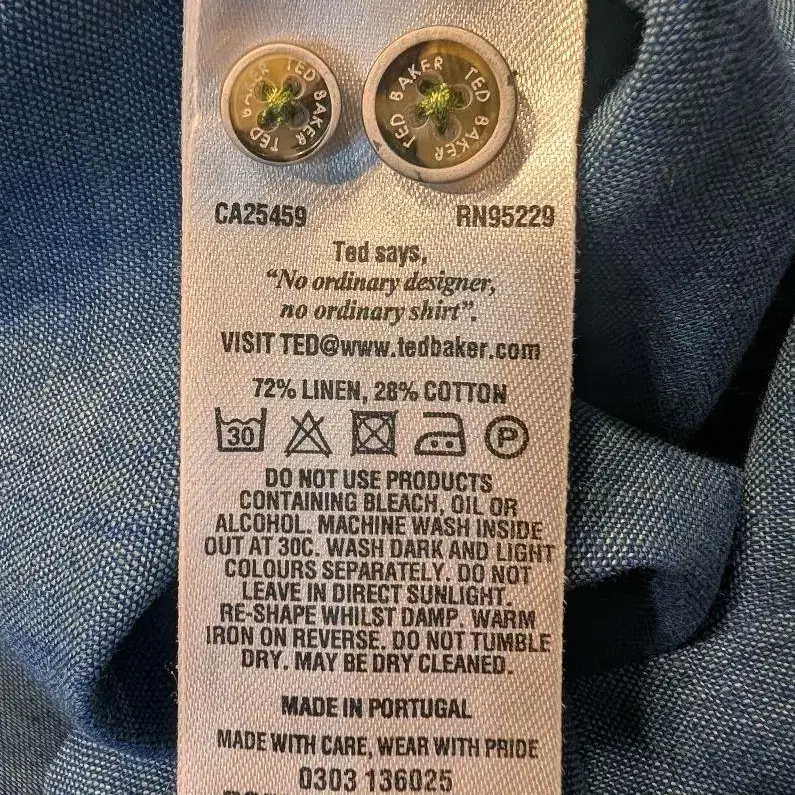 TED BAKER TED BAKER
TED BAKER TED BAKER
CA25459 RN95229
Ted says,
“No ordinary designer,
no ordinary shirt”.
VISIT TED@www.tedbaker.com
72% LINEN, 28% COTTON
30 P
DO NOT USE PRODUCTS
CONTAINING BLEACH, OIL OR
ALCOHOL. MACHINE WASH INSIDE
OUT AT 30C. WASH DARK AND LIGHT
COLOURS SEPARATELY. DO NOT
LEAVE IN DIRECT SUNLIGHT.
RE-SHAPE WHILST DAMP. WARM
IRON ON REVERSE. DO NOT TUMBLE
DRY. MAY BE DRY CLEANED.
MADE IN PORTUGAL
MADE WITH CARE, WEAR WITH PRIDE
0303 136025